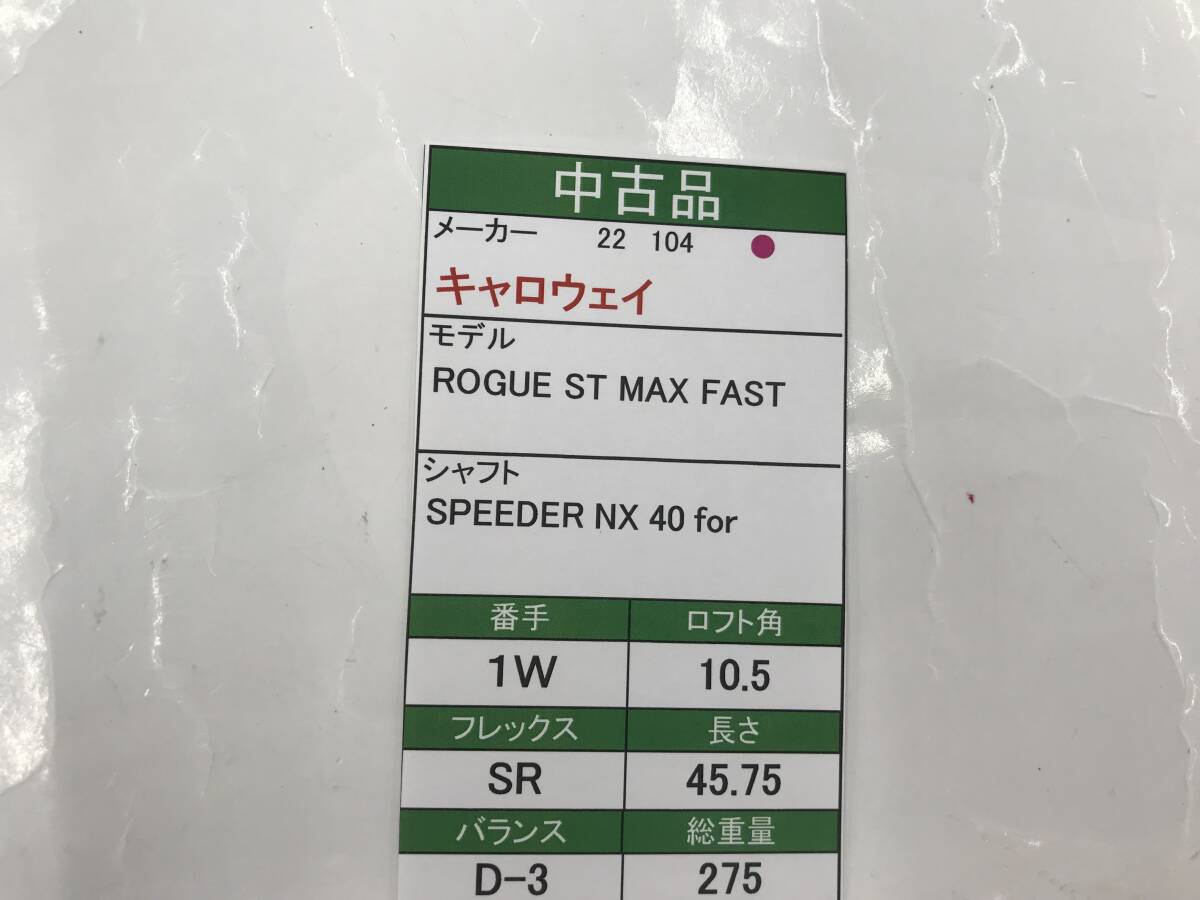 中古品
メーカー 22 104
キャロウェイ
モデル
ROGUE ST MAX FAST
シャフト
SPEEDER NX 40 for
番手 ロフト角
1W 10.5
フレックス 長さ
SR 45.75
バランス 総重量
D-3 275